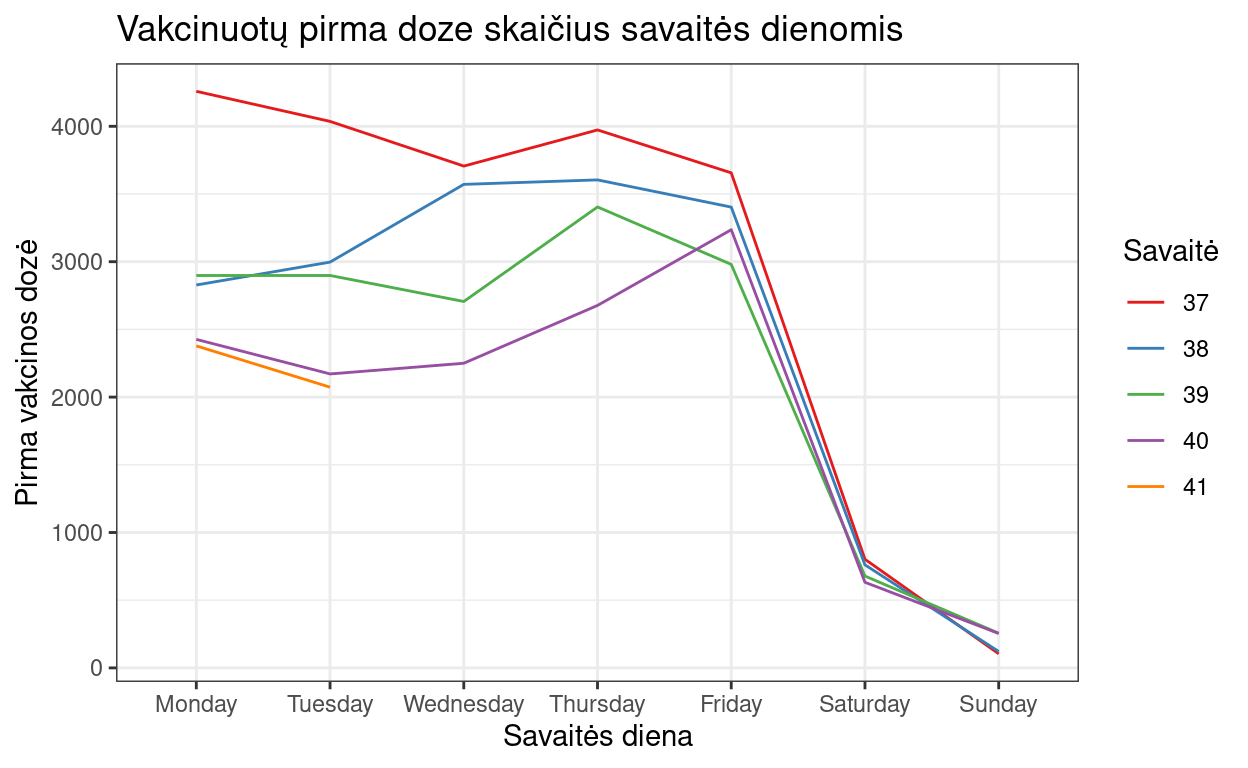 Vakcinuotų pirma doze skaičius savaitės dienomis
Pirma vakcinos dozė
4000
3000
2000
1000
0
Monday Tuesday Wednesday Thursday Friday Saturday Sunday
Savaitės diena
Savaitė
37
38
39
40
41